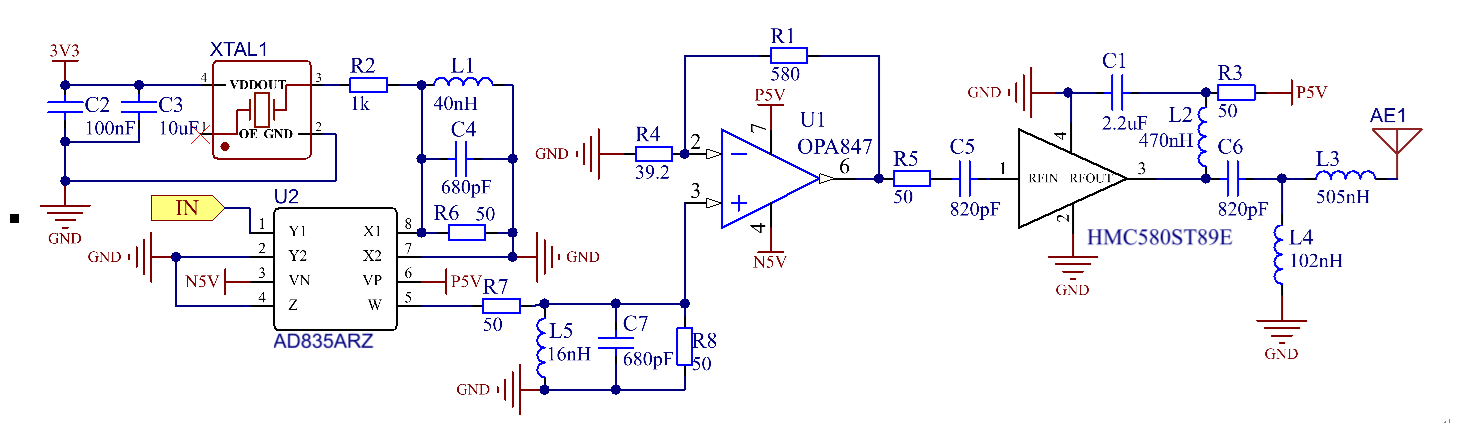 3V3
C2
100nF
C3
10uF
XTAL1
4
VDD
OUT
3
1
OE
GND
2
R2
1k
L1
40nH
C4
680pF
R6
50
GND
IN
U2
1
Y1
X1
8
2
Y2
X2
7
3
VN
VP
6
4
Z
W
5
AD835ARZ
GND
N5V
P5V
GND
R7
50
L5
16nH
C7
680pF
R8
50
GND
R1
580
GND
R4
39.2
P5V
U1
OPA847
7
2
3
6
4
N5V
R5
50
C5
820pF
GND
C1
2.2uF
R3
50
P5V
L2
470nH
4
1
RFIN
RFOUT
3
2
HMC580ST89E
GND
C6
820pF
L3
505nH
AE1
L4
102nH
GND